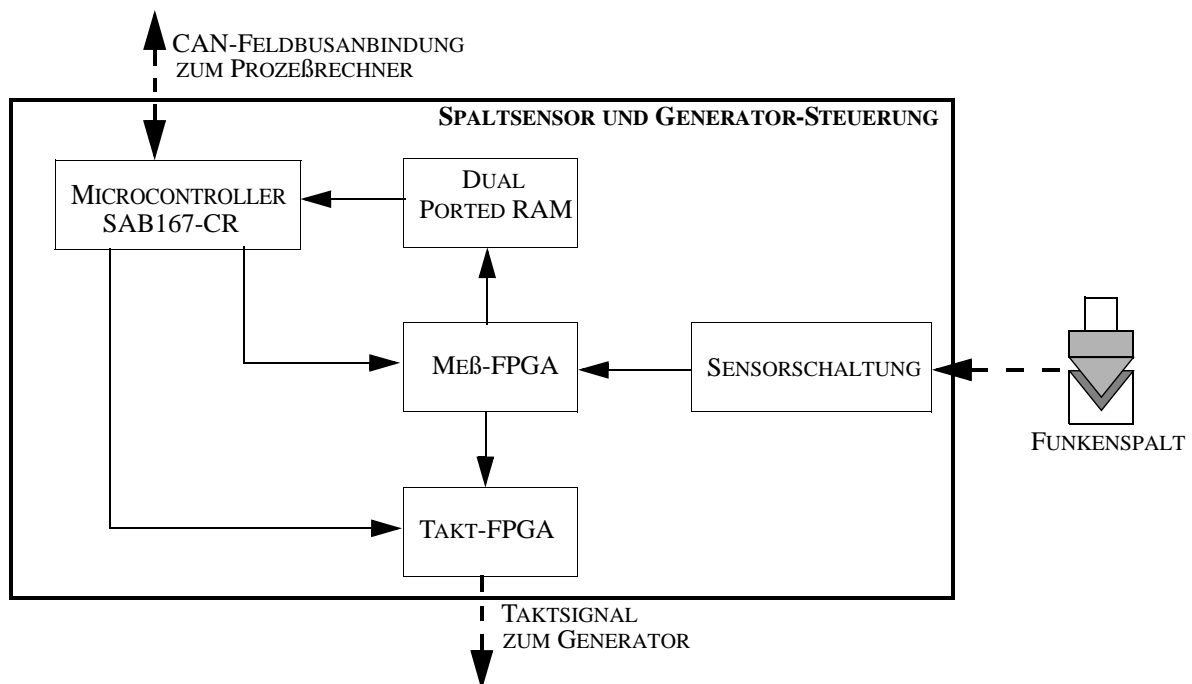 CAN-FELDBUSANBINDUNG
ZUM PROZEßRECHNER
SPALTSENSOR UND GENERATOR-STEUERUNG
MICROCONTROLLER
SAB167-CR
DUAL
PORTED RAM
MEß-FPGA
SENSORSCHALTUNG
FUNKENSPALT
TAKT-FPGA
TAKTSIGNAL
ZUM GENERATOR